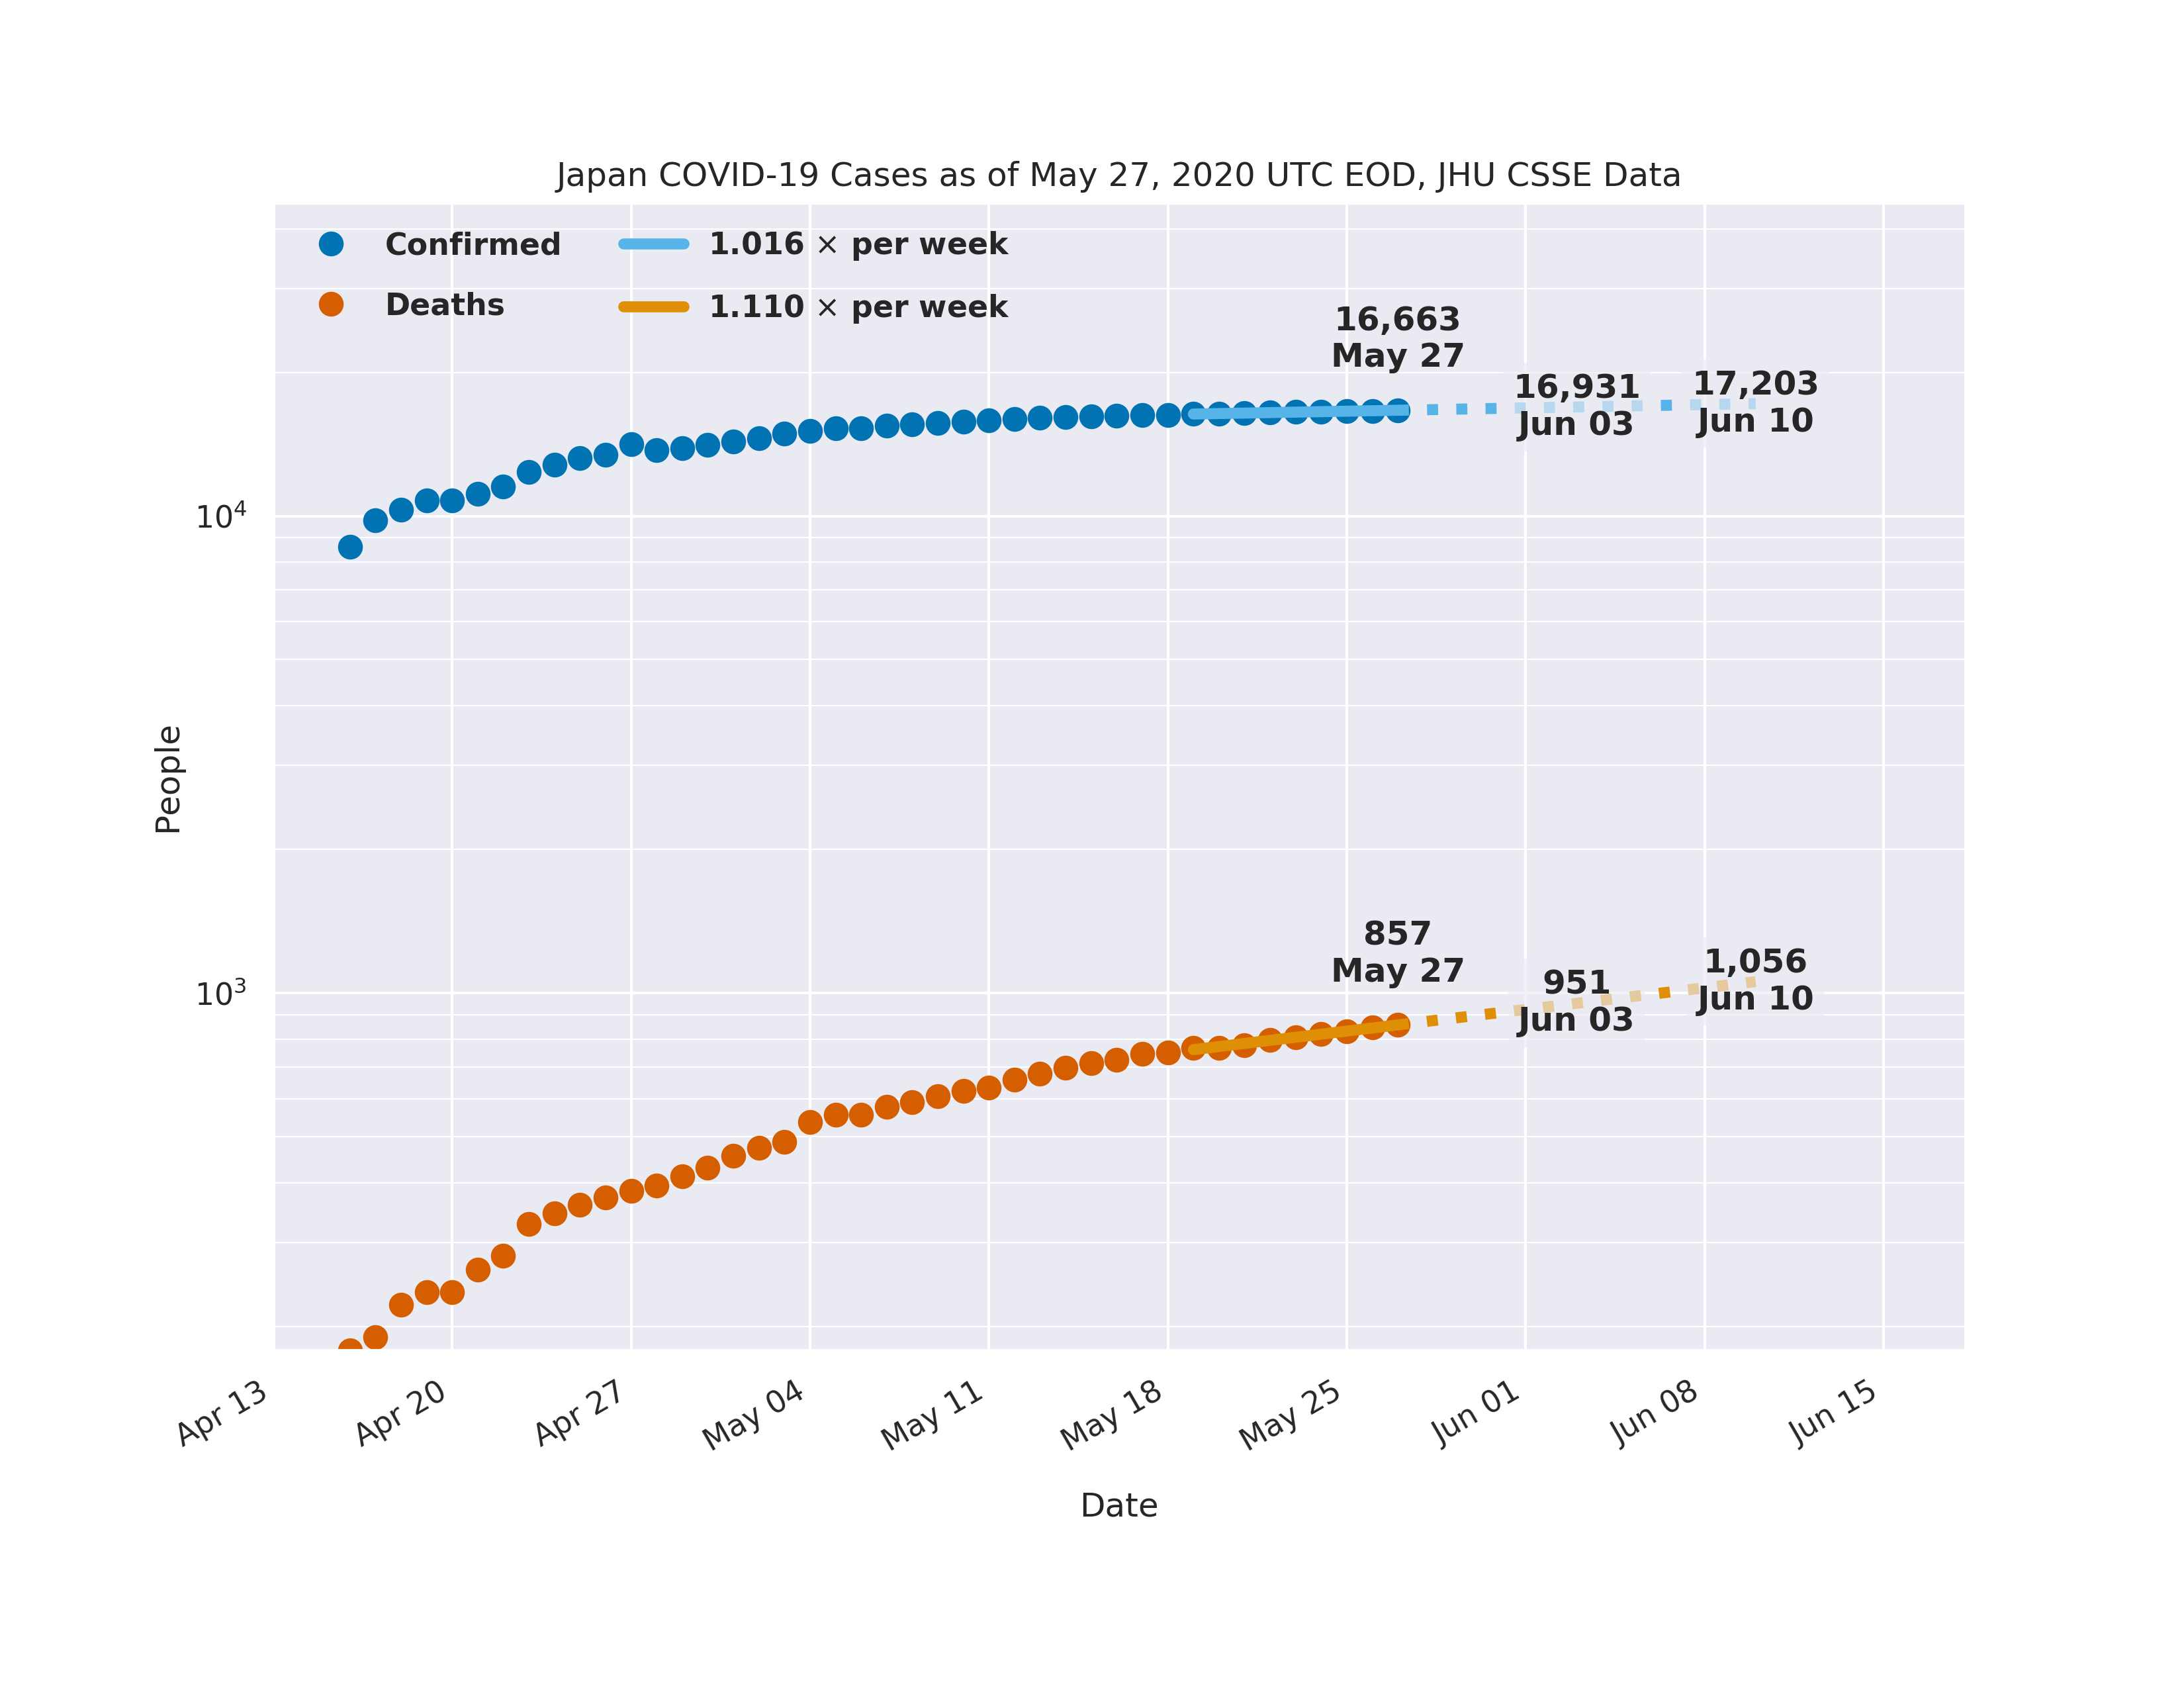 Japan COVID-19 Cases as of May 27, 2020 UTC EOD, JHU CSSE Data
Confirmed
Deaths
1.016 × per week
1.110 × per week
16,663
May 27
16,931
Jun 03
17,203
Jun 10
857
May 27
951
Jun 03
1,056
Jun 10
People
10⁴
10³
Apr 13
Apr 20
Apr 27
May 04
May 11
May 18
May 25
Jun 01
Jun 08
Jun 15
Date